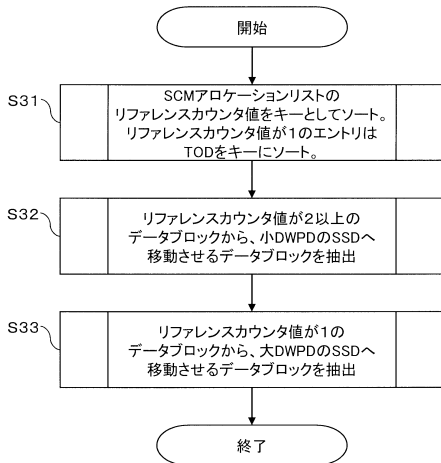 開始
S31
SCMアロケーションリストの
リファレンスカウンタ値をキーとしてソート。
リファレンスカウンタ値が1のエントリは
TODをキーにソート。
S32
リファレンスカウンタ値が2以上の
データブロックから、小DWPDのSSDへ
移動させるデータブロックを抽出
S33
リファレンスカウンタ値が1の
データブロックから、大DWPDのSSDへ
移動させるデータブロックを抽出
終了